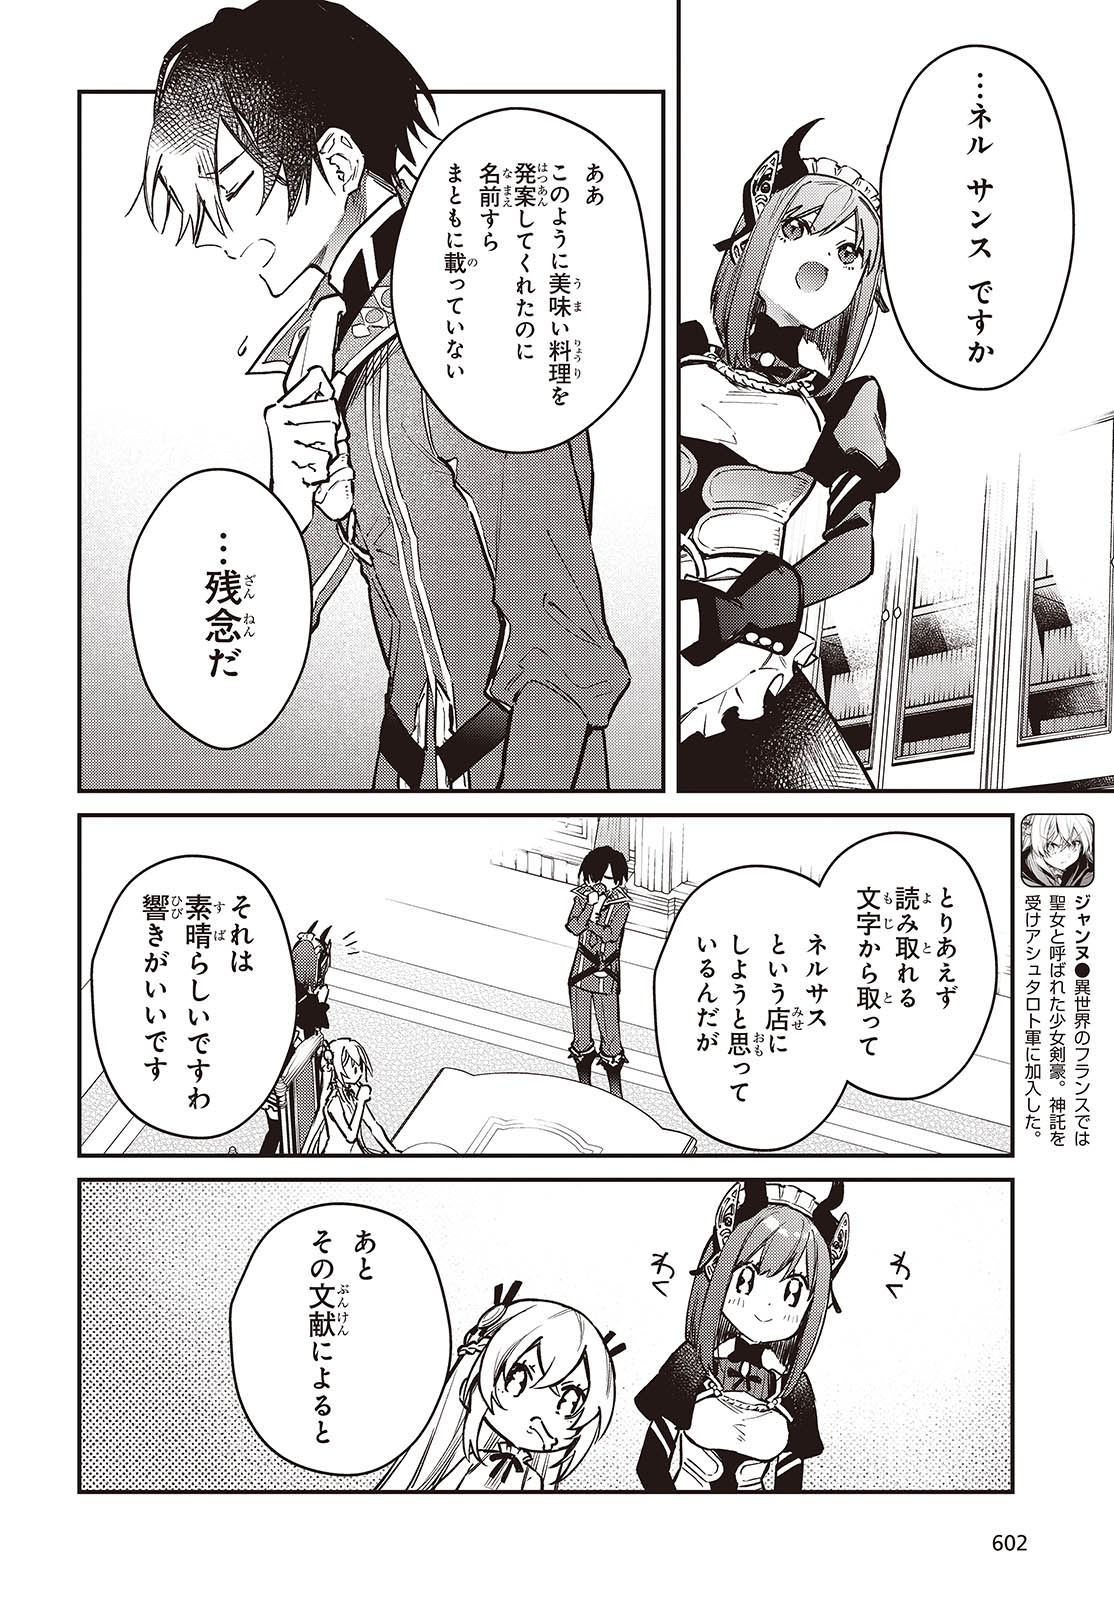 …ネル サンス ですか
ああ
このように美味い料理を
発案してくれたのに
名前すら
まともに載っていない
…残念だ
とりあえず
読み取れる
文字から取って
ネルサス
という店に
しようと思って
いるんだが
それは
素晴らしいですわ
響きがいいです
ジャンヌ●異世界のフランスでは
聖女と呼ばれた少女剣豪。神託を
受けアシュタロト軍に加入した。
あと
その文献によると
わ
わ
602